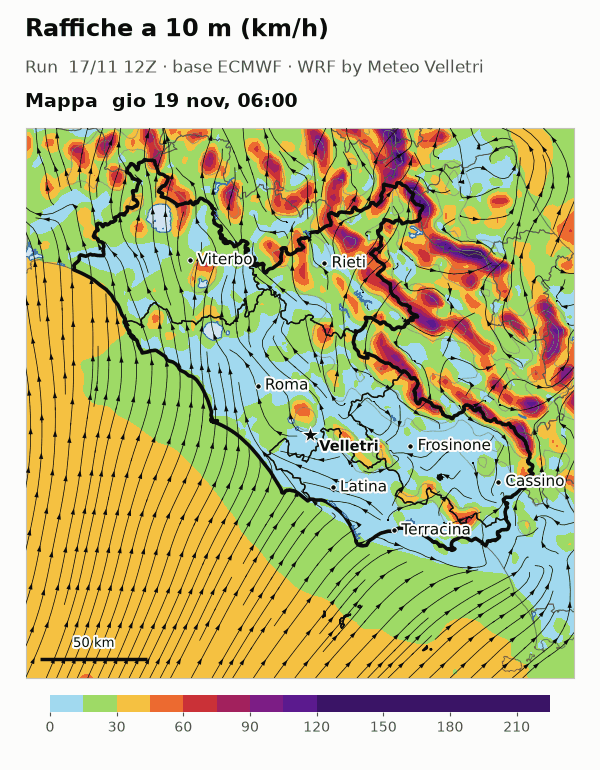 Raffiche a 10 m (km/h)
Run  17/11 12Z · base ECMWF · WRF by Meteo Velletri
Mappa  gio 19 nov, 06:00
Viterbo
Rieti
Roma
Velletri
Frosinone
Cassino
Latina
Terracina
50 km
0 30 60 90 120 150 180 210